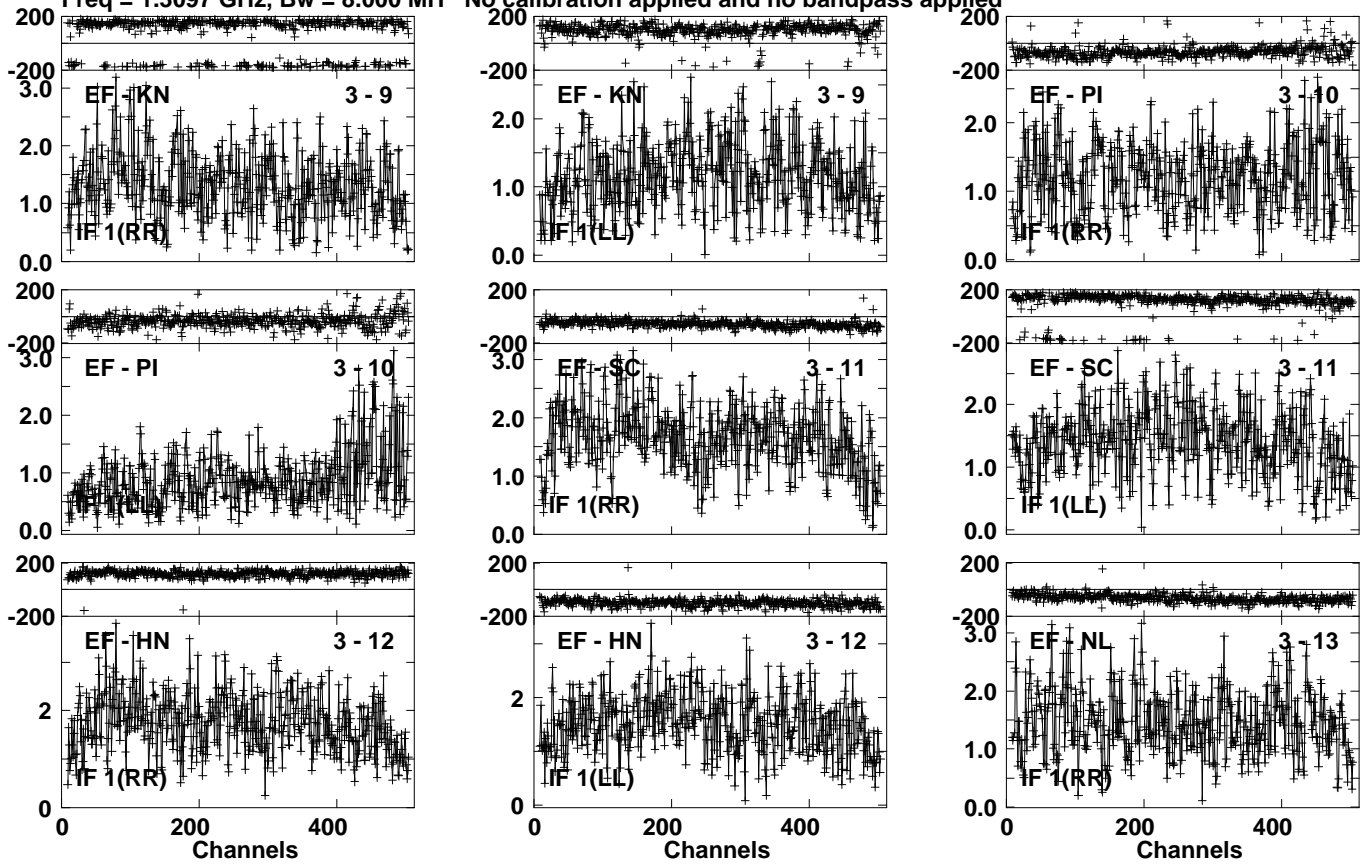 Freq = 1.3097 GHz, Bw = 8.000 MH No calibration applied and no bandpass applied
200 200 200
-200 -200 -200
3.0 EF - KN 3 - 9 EF - KN 3 - 9 EF - PI 3 - 10
2.0 2.0 2.0
1.0 1.0 1.0
IF 1(RR) IF 1(LL) IF 1(RR)
0.0 0.0 0.0
200 200 200
-200 -200 -200
3.0 EF - PI 3 - 10 3.0 EF - SC 3 - 11 EF - SC 3 - 11
2.0 2.0 2.0
1.0 1.0 1.0
IF 1(LL) IF 1(RR) IF 1(LL)
0.0 0.0 0.0
200 200 200
-200 -200 -200
EF - HN 3 - 12 EF - HN 3 - 12 3.0 EF - NL 3 - 13
2 2 2.0
1.0
IF 1(RR) IF 1(LL) IF 1(RR)
0 0 0.0
0 200 400 0 200 400 0 200 400
Channels Channels Channels